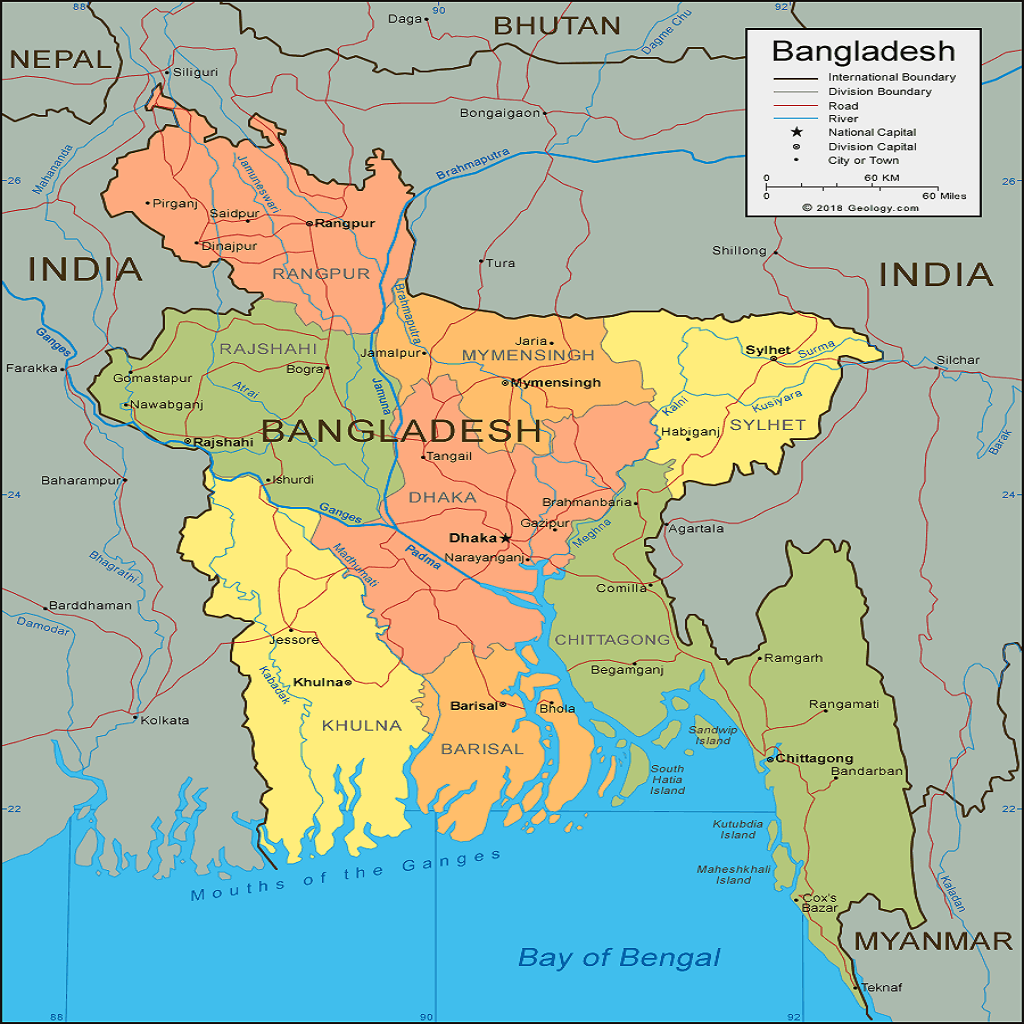 88
90
92
Daga
BHUTAN
Dagme Chu
NEPAL
Siliguri
Bangladesh
International Boundary
Division Boundary
Road
River
National Capital
Division Capital
City or Town
0
60 KM
0
60 Miles
© 2018 Geology.com
Bongaigaon
Mahananda
Brahmaputra
26
26
Jamuneswari
Pirganj
Saidpur
Rangpur
Dinajpur
INDIA
RANGPUR
Tura
Shillong
INDIA
Brahmaputra
Ganges
RAJSHAHI
Jamalpur
Jaria
MYMENSINGH
Sylhet
Surma
Silchar
Farakka
Gomastapur
Bogra
Atrai
Jamuna
Mymensingh
Nawabganj
Kalni
Kusiyara
Rajshahi
BANGLADESH
Habiganj
SYLHET
Barak
Tangail
Baharampur
Ishurdi
24
24
DHAKA
Brahmanbaria
Ganges
Gazipur
Meghna
Agartala
Dhaka
Narayanganj
Padma
Madhumati
Bhagrathi
Comilla
Barddhaman
Damodar
Jessore
CHITTAGONG
Ramgarh
Begamganj
Kabadak
Khulna
Barisal
Bhola
Rangamati
Kolkata
KHULNA
BARISAL
Sandwip
Island
Chittagong
Bandarban
South
Hatia
Island
22
22
Kutubdia
Island
Mouths of the Ganges
Maheshkhali
Island
Kaladan
Cox's
Bazar
MYANMAR
Bay of Bengal
Teknaf
88
90
92